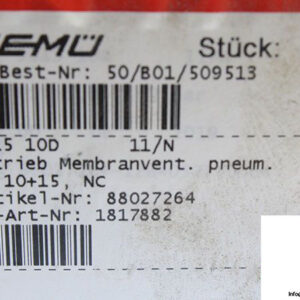 EMÜ Stück:
Best-Nr: 50/B01/509513
15 10D 11/N
trieb Membranvent. pneum.
10+15, NC
tikel-Nr: 88027264
-Art-Nr: 1817882